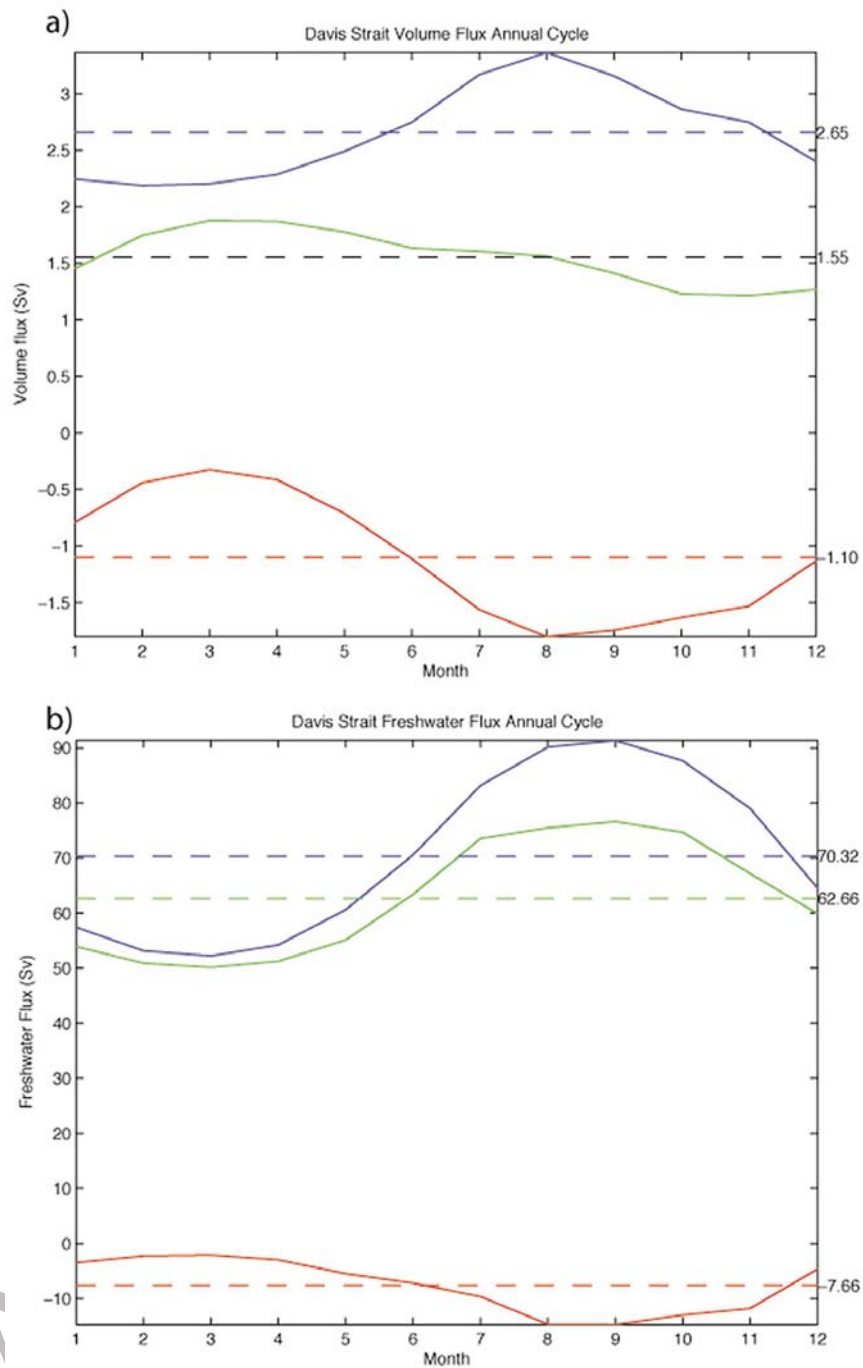 a)
Davis Strait Volume Flux Annual Cycle
3
2.5
2
1.5
1
0.5
0
−0.5
−1
−1.5
Volume flux (Sv)
2.65
1.55
−1.10
1 2 3 4 5 6 7 8 9 10 11 12
Month
b)
Davis Strait Freshwater Flux Annual Cycle
90
80
70
60
50
40
30
20
10
0
−10
Freshwater Flux (Sv)
70.32
62.66
−7.66
1 2 3 4 5 6 7 8 9 10 11 12
Month